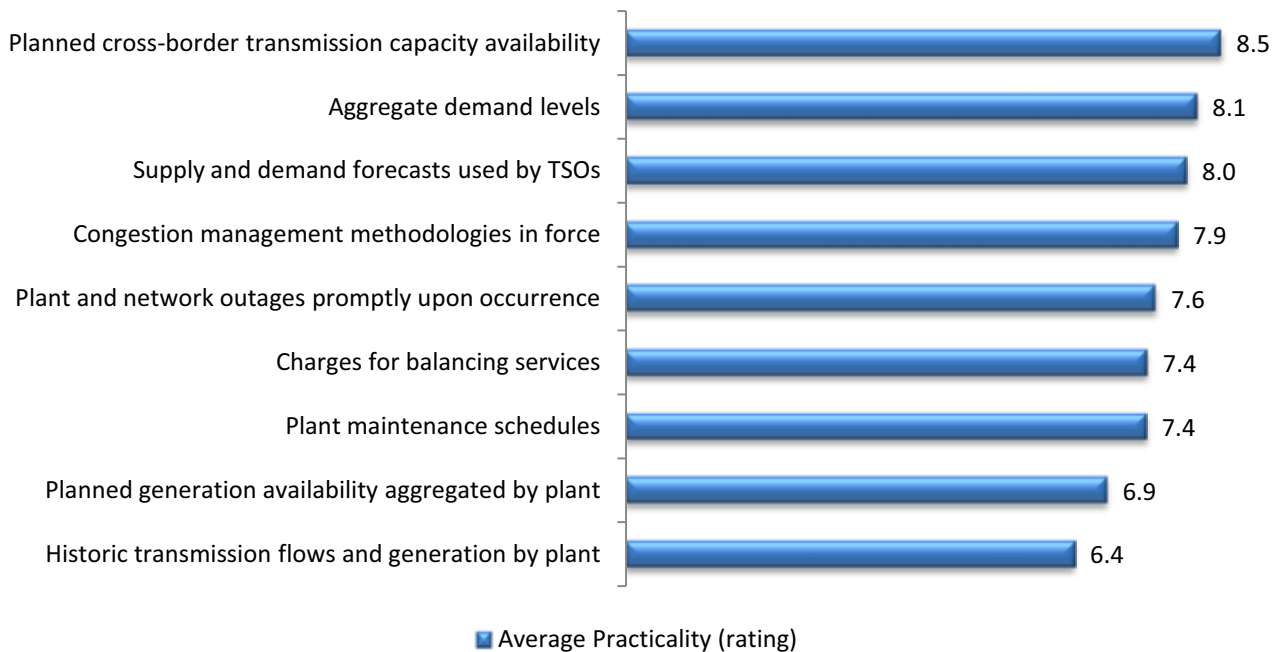 Planned cross-border transmission capacity availability 8.5
Aggregate demand levels 8.1
Supply and demand forecasts used by TSOs 8.0
Congestion management methodologies in force 7.9
Plant and network outages promptly upon occurrence 7.6
Charges for balancing services 7.4
Plant maintenance schedules 7.4
Planned generation availability aggregated by plant 6.9
Historic transmission flows and generation by plant 6.4
Average Practicality (rating)